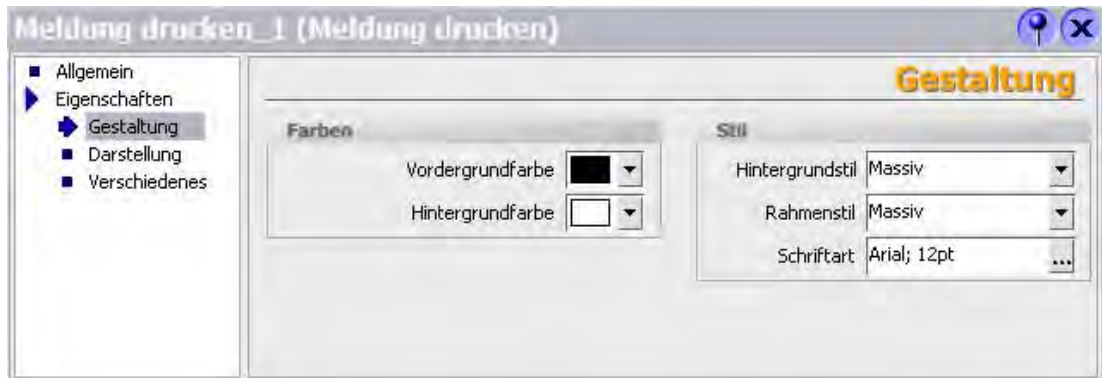 Meldung drucken_1 (Meldung drucken)
Allgemein
Eigenschaften
Gestaltung
Darstellung
Verschiedenes
Gestaltung
Farben
Vordergrundfarbe
Hintergrundfarbe
Stil
Hintergrundstil Massiv
Rahmenstil Massiv
Schriftart Arial; 12pt ...